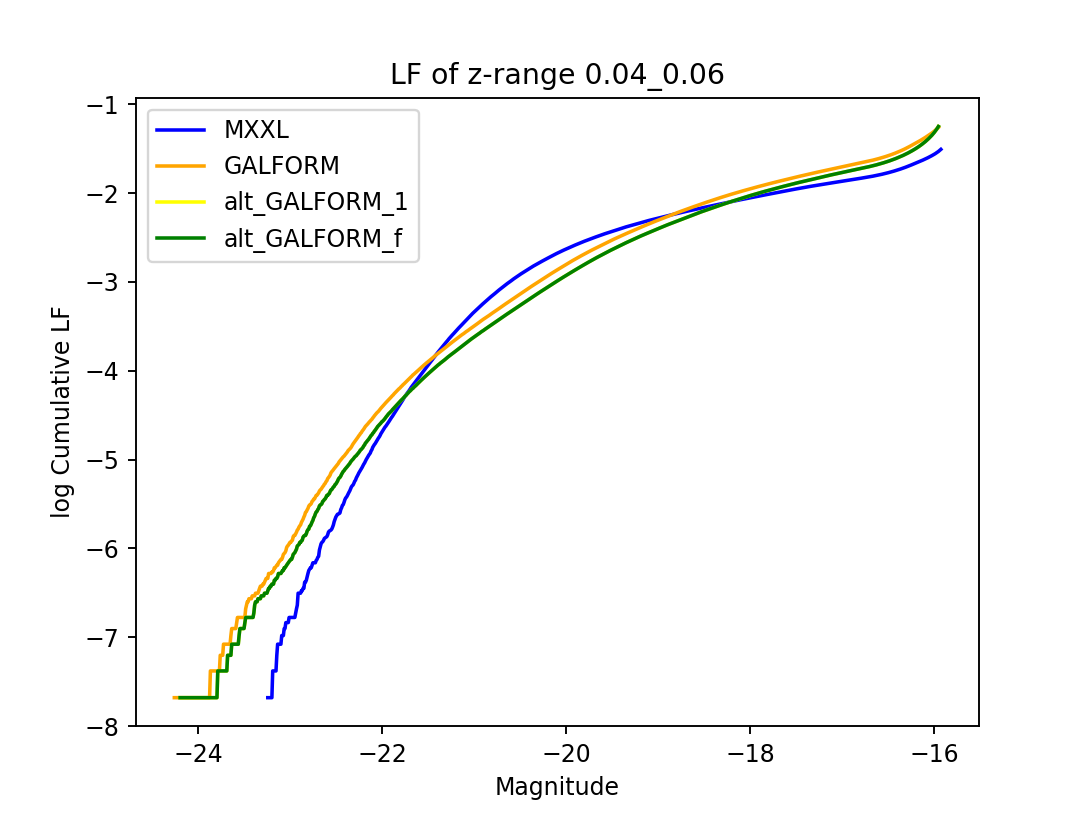 LF of z-range 0.04_0.06
MXXL
GALFORM
alt_GALFORM_1
alt_GALFORM_f
log Cumulative LF
−1
−2
−3
−4
−5
−6
−7
−8
−24
−22
−20
−18
−16
Magnitude